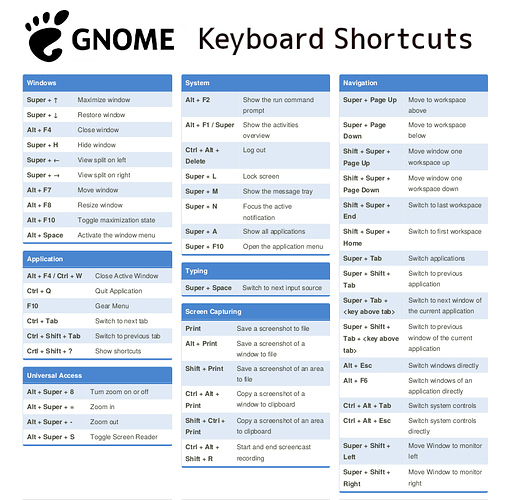 GNOME Keyboard Shortcuts
Windows
Super + ↑ Maximize window
Super + ↓ Restore window
Alt + F4 Close window
Super + H Hide window
Super + ← View split on left
Super + → View split on right
Alt + F7 Move window
Alt + F8 Resize window
Alt + F10 Toggle maximization state
Alt + Space Activate the window menu
Application
Alt + F4 / Ctrl + W Close Active Window
Ctrl + Q Quit Application
F10 Gear Menu
Ctrl + Tab Switch to next tab
Ctrl + Shift + Tab Switch to previous tab
Crtl + Shift + ? Show shortcuts
Universal Access
Alt + Super + 8 Turn zoom on or off
Alt + Super + = Zoom in
Alt + Super + - Zoom out
Alt + Super + S Toggle Screen Reader
System
Alt + F2 Show the run command
prompt
Alt + F1 / Super Show the activities
overview
Ctrl + Alt + Log out
Delete
Super + L Lock screen
Super + M Show the message tray
Super + N Focus the active
notification
Super + A Show all applications
Super + F10 Open the application menu
Typing
Super + Space Switch to next input source
Screen Capturing
Print Save a screenshot to file
Alt + Print Save a screenshot of a
window to file
Shift + Print Save a screenshot of an area
to file
Ctrl + Alt + Copy a screenshot of a
Print window to clipboard
Shift + Ctrl + Copy a screenshot of an area
Print to clipboard
Ctrl + Alt + Start and end screencast
Shift + R recording
Navigation
Super + Page Up Move to workspace
above
Super + Page Move to workspace
Down below
Shift + Super + Move window one
Page Up workspace up
Shift + Super + Move window one
Page Down workspace down
Shift + Super + Switch to last workspace
End
Shift + Super + Switch to first workspace
Home
Super + Tab Switch applications
Super + Shift + Switch to previous
Tab application
Super + Tab + Switch to next window of
<key above tab> the current application
Super + Shift + Switch to previous
Tab + <key above window of the current
tab> application
Alt + Esc Switch windows directly
Alt + F6 Switch windows of an
application directly
Ctrl + Alt + Tab Switch system controls
Ctrl + Alt + Esc Switch system controls
directly
Super + Shift + Move Window to monitor
Left left
Super + Shift + Move Window to monitor
Right right